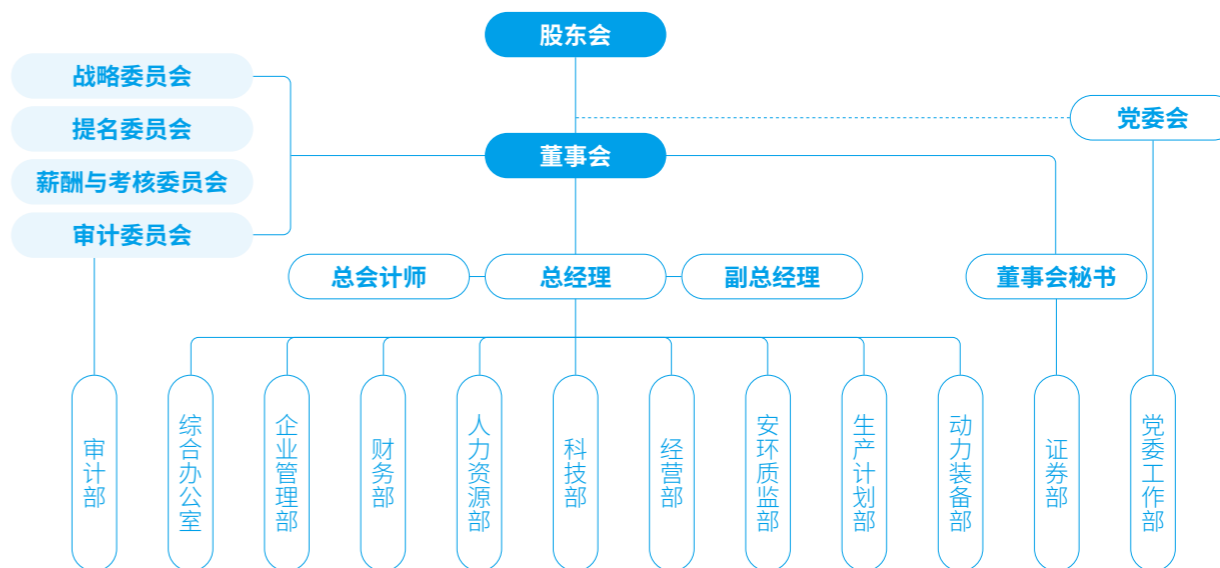 股东会
战略委员会
提名委员会
党委会
董事会
薪酬与考核委员会
审计委员会
总会计师
总经理
副总经理
董事会秘书
审计部
综合办公室
企业管理部
财务部
人力资源部
科技部
经营部
安环质监部
生产计划部
动力装备部
证券部
党委工作部